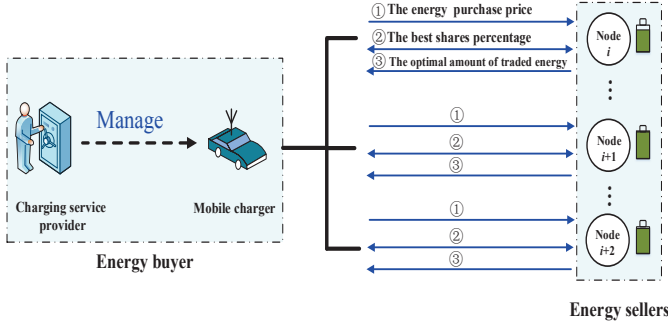 ① The energy purchase price
② The best shares percentage
③ The optimal amount of traded energy
Node
i
Manage
①
②
③
Node
i+1
Charging service
provider
Mobile charger
Energy buyer
①
②
③
Node
i+2
Energy sellers